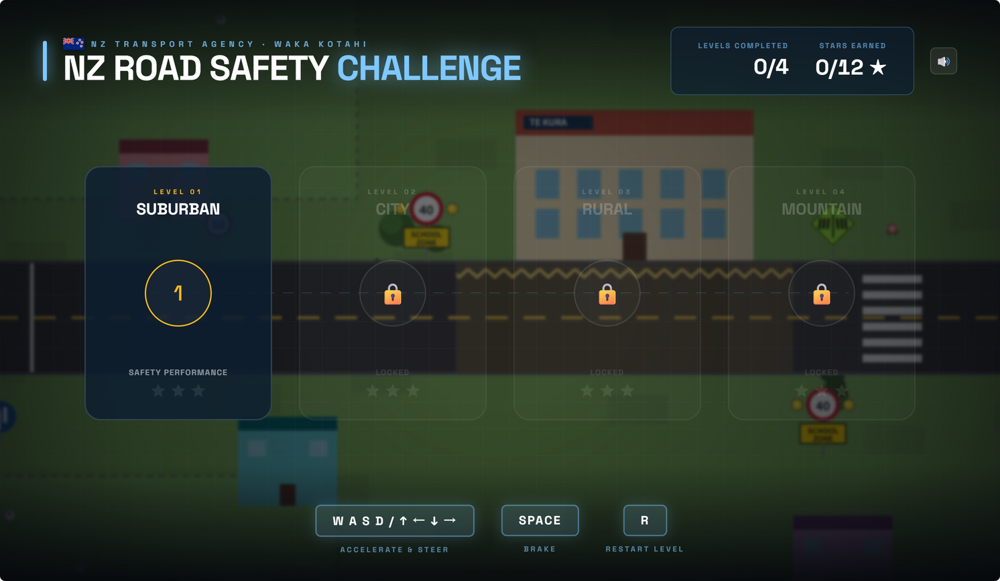 NZ TRANSPORT AGENCY · WAKA KOTAHI
NZ ROAD SAFETY CHALLENGE
LEVELS COMPLETED
0/4
STARS EARNED
0/12 ★
TE KURA
LEVEL 01
SUBURBAN
1
SAFETY PERFORMANCE
LEVEL 02
CITY
40
SCHOOL
ZONE
LOCKED
LEVEL 03
RURAL
LOCKED
LEVEL 04
MOUNTAIN
LOCKED
40
SCHOOL
ZONE
W A S D / ↑ ← ↓ →
ACCELERATE & STEER
SPACE
BRAKE
R
RESTART LEVEL